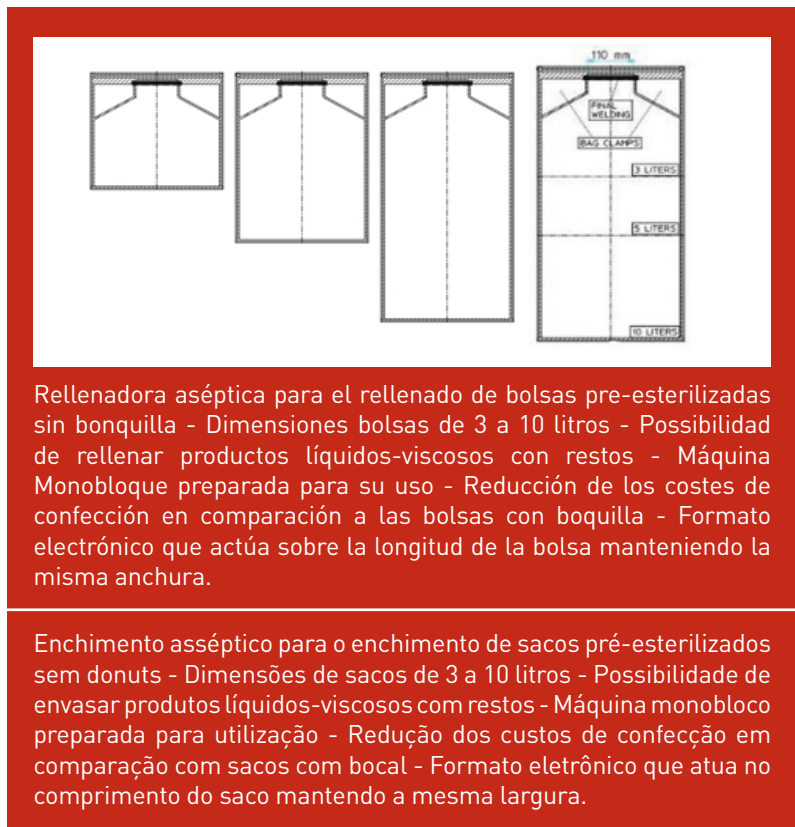 110 mm
FINAL
WELDING
BAG CLAMPS
3 LITERS
5 LITERS
10 LITERS
Rellenadora aséptica para el rellenado de bolsas pre-esterilizadas
sin bonquilla - Dimensiones bolsas de 3 a 10 litros - Possibilidad
de rellenar productos líquidos-viscosos con restos - Máquina
Monobloque preparada para su uso - Reducción de los costes de
confección en comparación a las bolsas con boquilla - Formato
electrónico que actúa sobre la longitud de la bolsa manteniendo la
misma anchura.
Enchimento asséptico para o enchimento de sacos pré-esterilizados
sem donuts - Dimensões de sacos de 3 a 10 litros - Possibilidade de
envasar produtos líquidos-viscosos com restos - Máquina monobloco
preparada para utilização - Redução dos custos de confecção em
comparação com sacos com bocal - Formato eletrônico que atua no
comprimento do saco mantendo a mesma largura.